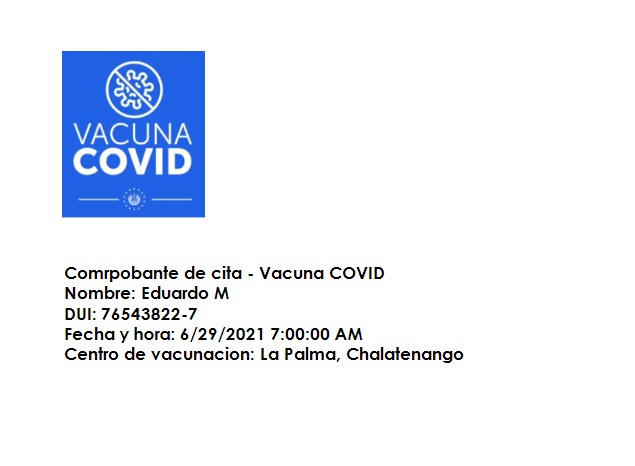 VACUNA
COVID
Comrpobante de cita - Vacuna COVID
Nombre: Eduardo M
DUI: 76543822-7
Fecha y hora: 6/29/2021 7:00:00 AM
Centro de vacunacion: La Palma, Chalatenango